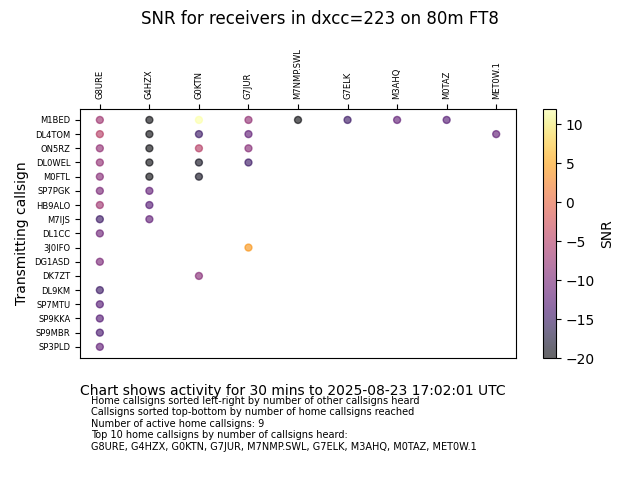 SNR for receivers in dxcc=223 on 80m FT8
G8URE G4HZX G0KTN G7JUR M7NMP.SWL G7ELK M3AHQ M0TAZ MET0W.1
M1BED
DL4TOM
ON5RZ
DL0WEL
M0FTL
SP7PGK
HB9ALO
M7IJS
DL1CC
3J0IFO
DG1ASD
DK7ZT
DL9KM
SP7MTU
SP9KKA
SP9MBR
SP3PLD
Transmitting callsign
10
5
0
−5
−10
−15
−20
SNR
Chart shows activity for 30 mins to 2025-08-23 17:02:01 UTC
Home callsigns sorted left-right by number of other callsigns heard
Callsigns sorted top-bottom by number of home callsigns reached
Number of active home callsigns: 9
Top 10 home callsigns by number of callsigns heard:
G8URE, G4HZX, G0KTN, G7JUR, M7NMP.SWL, G7ELK, M3AHQ, M0TAZ, MET0W.1